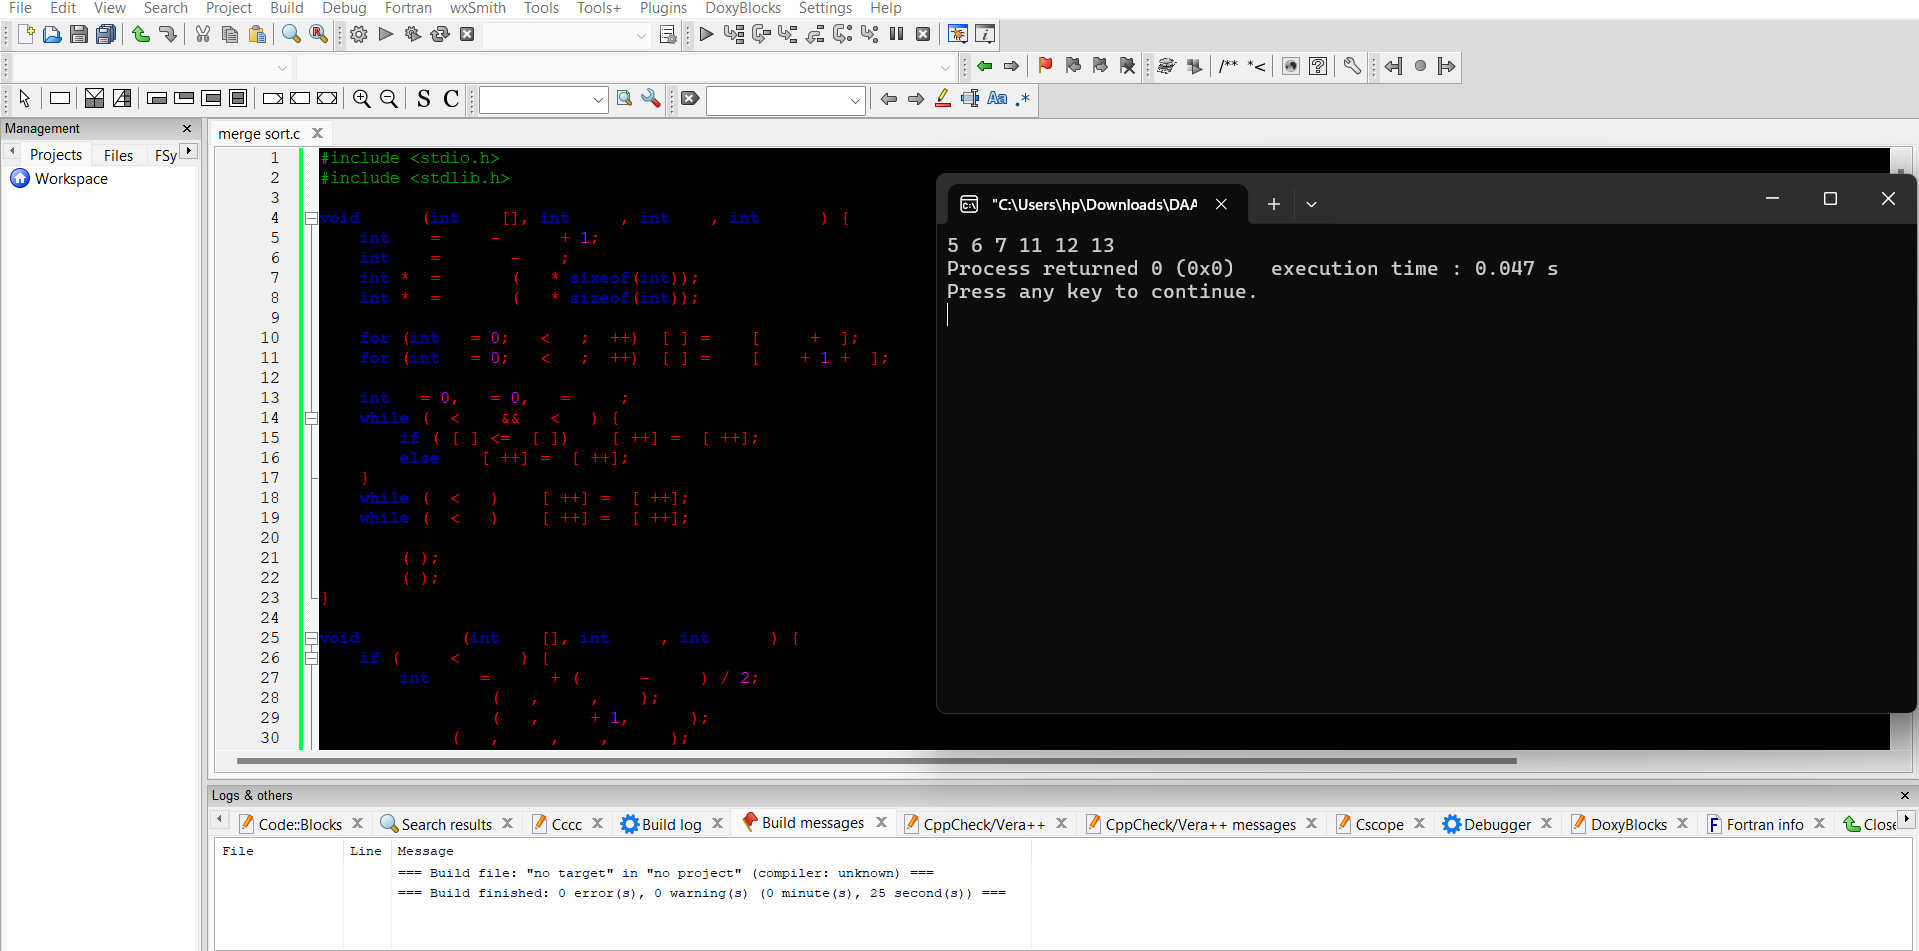 File Edit View Search Project Build Debug Fortran wxSmith Tools Tools+ Plugins DoxyBlocks Settings Help
/** *<
S C Aa .*
Management
Projects Files FSy
Workspace
merge sort.c
1 #include <stdio.h>
2 #include <stdlib.h>
3
4 void (int [], int , int , int ) {
5 int = - + 1;
6 int = - ;
7 int * = ( * sizeof(int));
8 int * = ( * sizeof(int));
9
10 for (int = 0; < ; ++) [ ] = [ + ];
11 for (int = 0; < ; ++) [ ] = [ + 1 + ];
12
13 int = 0, = 0, = ;
14 while ( < && < ) {
15 if ( [ ] <= [ ]) [ ++] = [ ++];
16 else [ ++] = [ ++];
17 }
18 while ( < ) [ ++] = [ ++];
19 while ( < ) [ ++] = [ ++];
20
21 ( );
22 ( );
23 }
24
25 void (int [], int , int ) {
26 if ( < ) {
27 int = + ( - ) / 2;
28 ( , , );
29 ( , + 1, );
30 ( , , , );
"C:\Users\hp\Downloads\DAA
5 6 7 11 12 13
Process returned 0 (0x0) execution time : 0.047 s
Press any key to continue.
Logs & others
Code::Blocks Search results Cccc Build log Build messages CppCheck/Vera++ CppCheck/Vera++ messages Cscope Debugger DoxyBlocks Fortran info Close
File Line Message
=== Build file: "no target" in "no project" (compiler: unknown) ===
=== Build finished: 0 error(s), 0 warning(s) (0 minute(s), 25 second(s)) ===